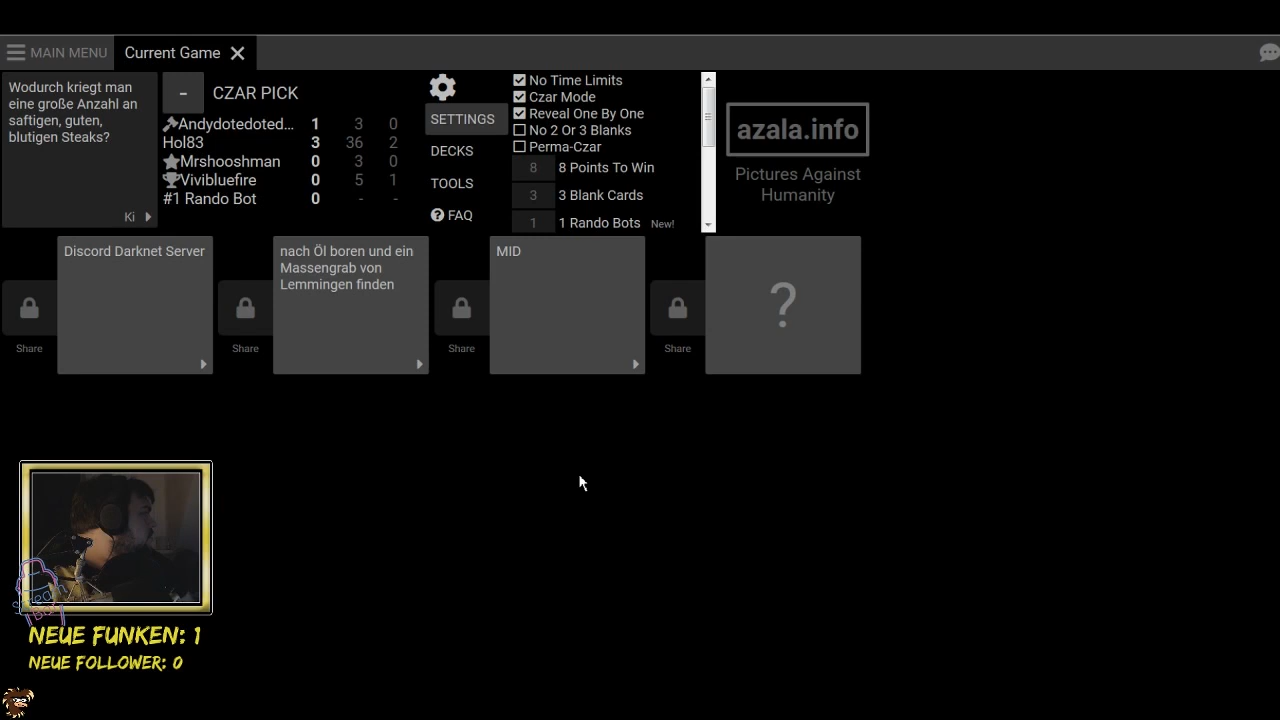 MAIN MENU
Current Game
Wodurch kriegt man
eine große Anzahl an
saftigen, guten,
blutigen Steaks?
Ki
-
CZAR PICK
Andydotedoted... 1 3 0
Hol83 3 36 2
Mrshooshman 0 3 0
Vivibluefire 0 5 1
#1 Rando Bot 0 - -
SETTINGS
DECKS
TOOLS
FAQ
No Time Limits
Czar Mode
Reveal One By One
No 2 Or 3 Blanks
Perma-Czar
8 8 Points To Win
3 3 Blank Cards
1 1 Rando Bots New!
azala.info
Pictures Against
Humanity
Share
Discord Darknet Server
Share
nach Öl boren und ein
Massengrab von
Lemmingen finden
Share
MID
Share
?
NEUE FUNKEN: 1
NEUE FOLLOWER: 0